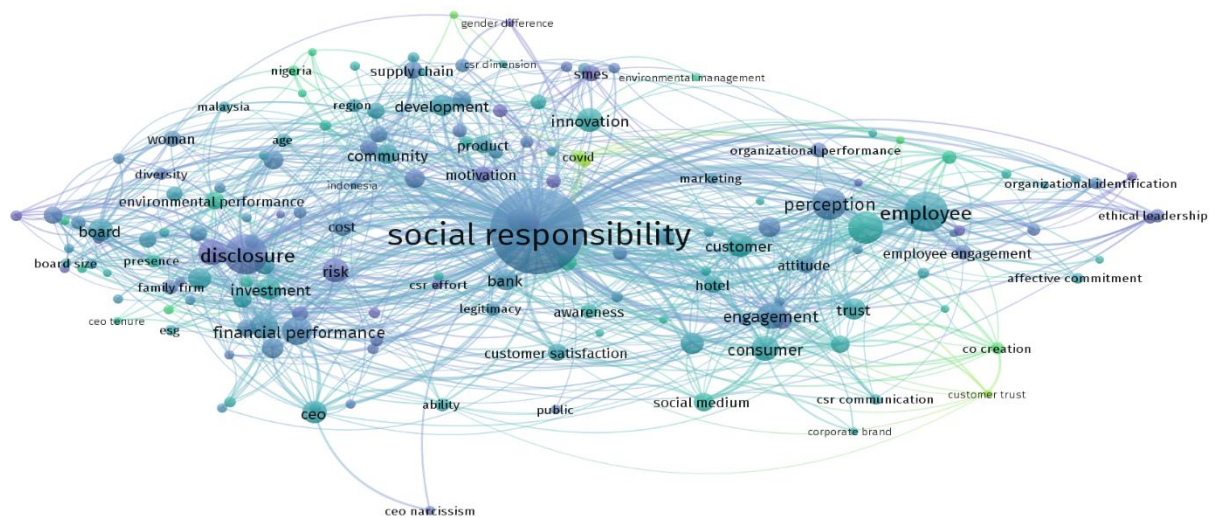 gender difference
nigeria
supply chain
csr dimension
smes
environmental management
malaysia
region
development
innovation
woman
age
community
product
covid
organizational performance
diversity
indonesia
motivation
marketing
organizational identification
environmental performance
perception
employee
ethical leadership
board
cost
social responsibility
customer
disclosure
employee engagement
board size
presence
risk
attitude
family firm
investment
csr effort
bank
hotel
affective commitment
ceo tenure
esg
financial performance
legitimacy
awareness
engagement
trust
customer satisfaction
consumer
co creation
ceo
ability
public
social medium
csr communication
customer trust
corporate brand
ceo narcissism